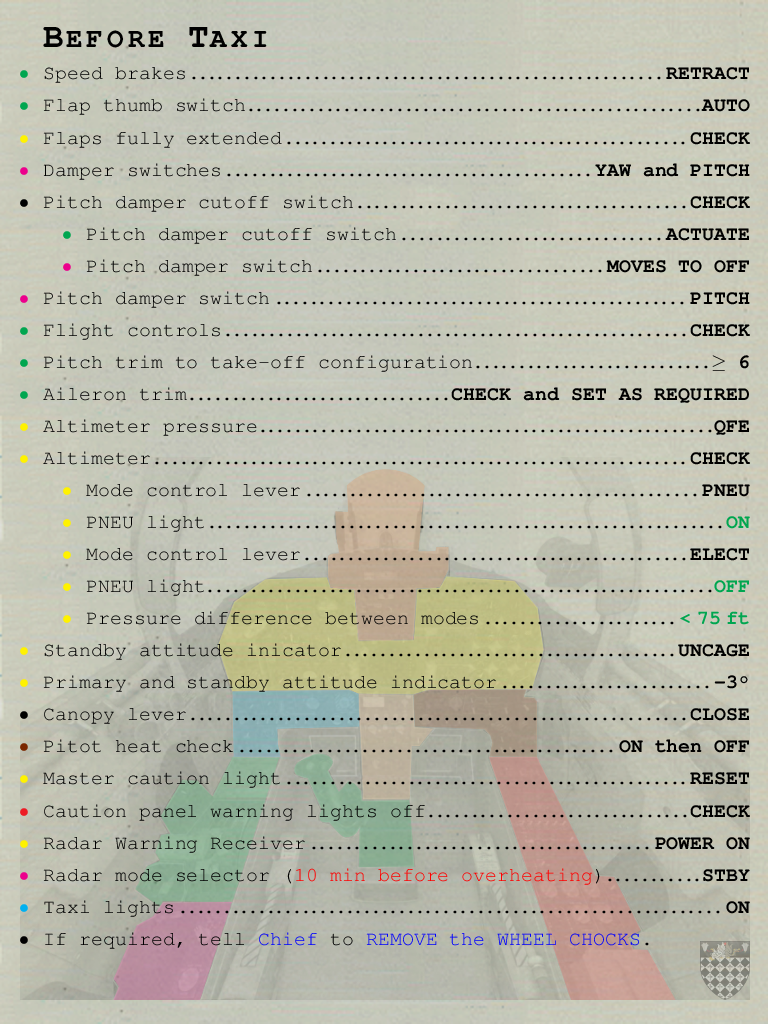 Before Taxi
• Speed brakes........................................RETRACT
• Flap thumb switch......................................AUTO
• Flaps fully extended..................................CHECK
• Damper switches...............................YAW and PITCH
• Pitch damper cutoff switch............................CHECK
• Pitch damper cutoff switch......................ACTUATE
• Pitch damper switch........................MOVES TO OFF
• Pitch damper switch...................................PITCH
• Flight controls.......................................CHECK
• Pitch trim to take-off configuration....................≥ 6
• Aileron trim......................CHECK and SET AS REQUIRED
• Altimeter pressure......................................QFE
• Altimeter.............................................CHECK
• Mode control lever.................................PNEU
• PNEU light...........................................ON
• Mode control lever................................ELECT
• PNEU light..........................................OFF
• Pressure difference between modes................< 75 ft
• Standby attitude inicator............................UNCAGE
• Primary and standby attitude indicator..................−3°
• Canopy lever..........................................CLOSE
• Pitot heat check................................ON then OFF
• Master caution light..................................RESET
• Caution panel warning lights off......................CHECK
• Radar Warning Receiver.............................POWER ON
• Radar mode selector (10 min before overheating)..........STBY
• Taxi lights..............................................ON
• If required, tell Chief to REMOVE the WHEEL CHOCKS.